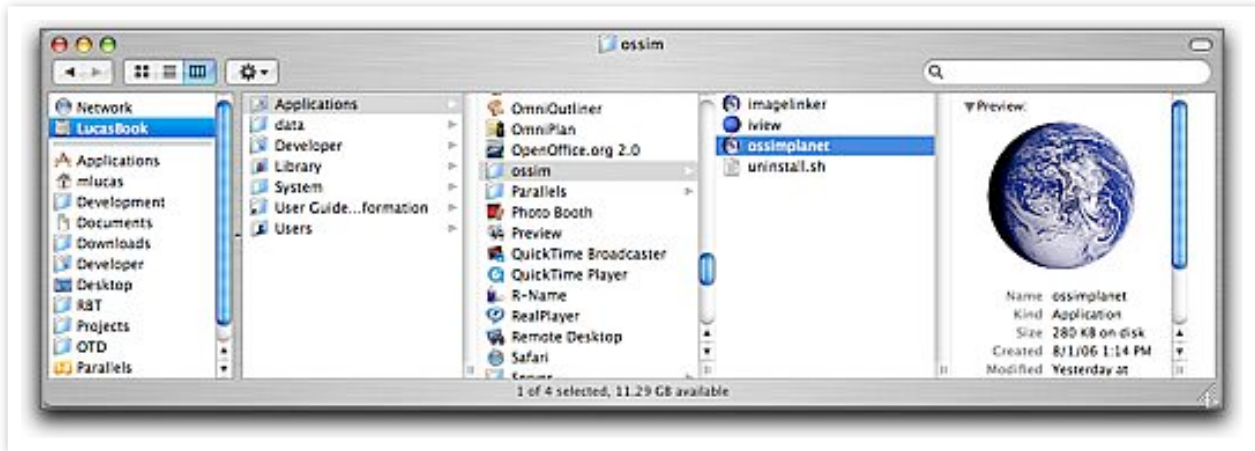 ossim
Network
LucasBook
Applications
mlucas
Development
Documents
Downloads
Developer
Desktop
RBT
Projects
OTD
Parallels
Applications
data
Developer
Library
System
User Guide...formation
Users
OmniOutliner
OmniPlan
OpenOffice.org 2.0
ossim
Parallels
Photo Booth
Preview
QuickTime Broadcaster
QuickTime Player
R-Name
RealPlayer
Remote Desktop
Safari
Server
imagelinker
iview
ossimplanet
uninstall.sh
Preview:
Name ossimplanet
Kind Application
Size 280 KB on disk
Created 8/1/06 1:14 PM
Modified Yesterday at
1 of 4 selected, 11.29 GB available